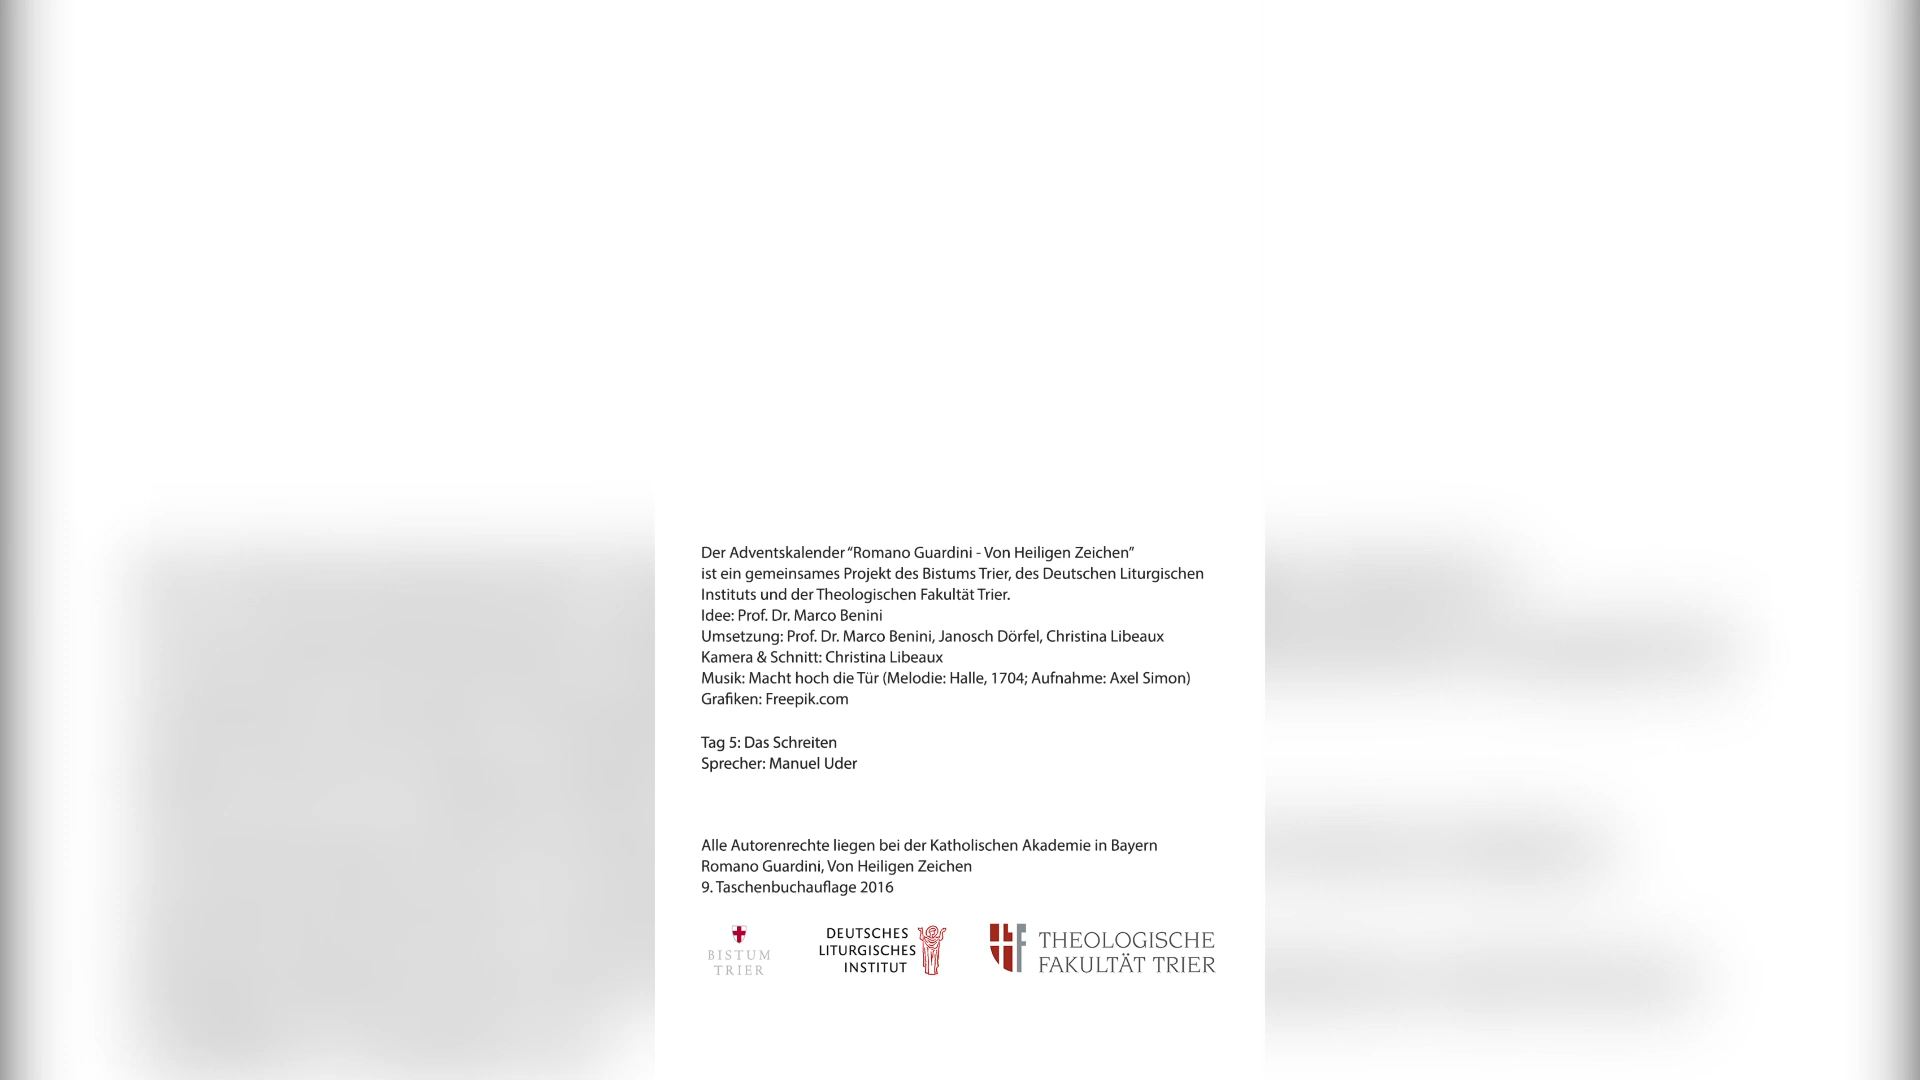 Der Adventskalender “Romano Guardini - Von Heiligen Zeichen”
ist ein gemeinsames Projekt des Bistums Trier, des Deutschen Liturgischen
Instituts und der Theologischen Fakultät Trier.
Idee: Prof. Dr. Marco Benini
Umsetzung: Prof. Dr. Marco Benini, Janosch Dörfel, Christina Libeaux
Kamera & Schnitt: Christina Libeaux
Musik: Macht hoch die Tür (Melodie: Halle, 1704; Aufnahme: Axel Simon)
Grafiken: Freepik.com
Tag 5: Das Schreiten
Sprecher: Manuel Uder
Alle Autorenrechte liegen bei der Katholischen Akademie in Bayern
Romano Guardini, Von Heiligen Zeichen
9. Taschenbuchauflage 2016
BISTUM
TRIER
DEUTSCHES
LITURGISCHES
INSTITUT
THEOLOGISCHE
FAKULTÄT TRIER